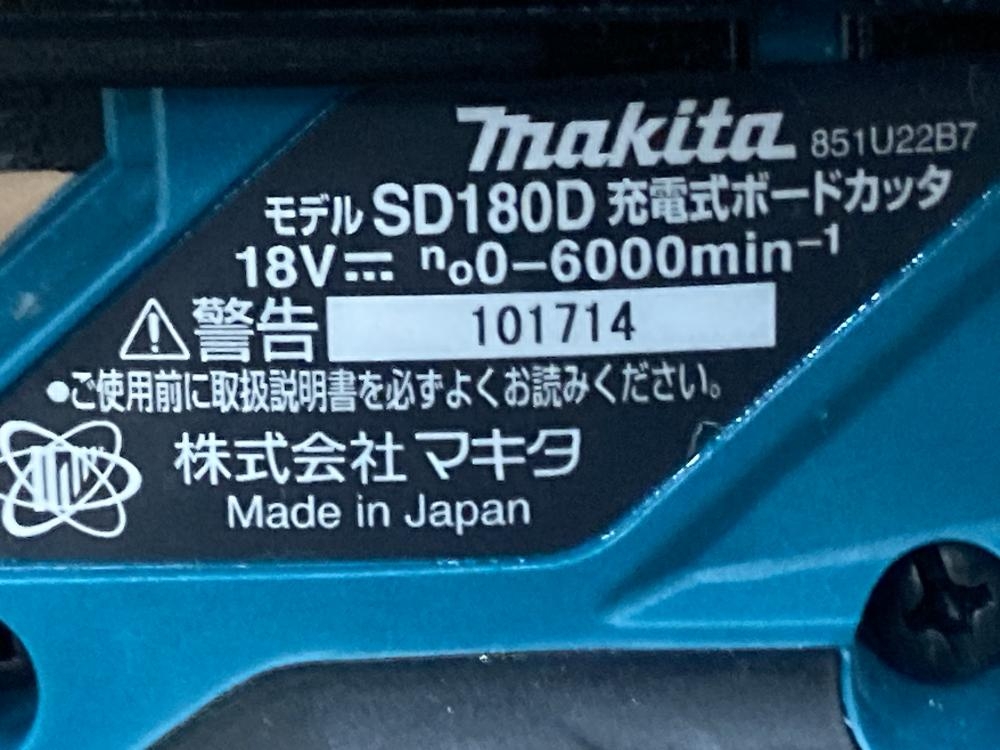 makita 851U22B7
モデル SD180D 充電式ボードカッタ
18V⎓ no0-6000min-1
警告 101714
●ご使用前に取扱説明書を必ずよくお読みください。
株式会社 マキタ
Made in Japan